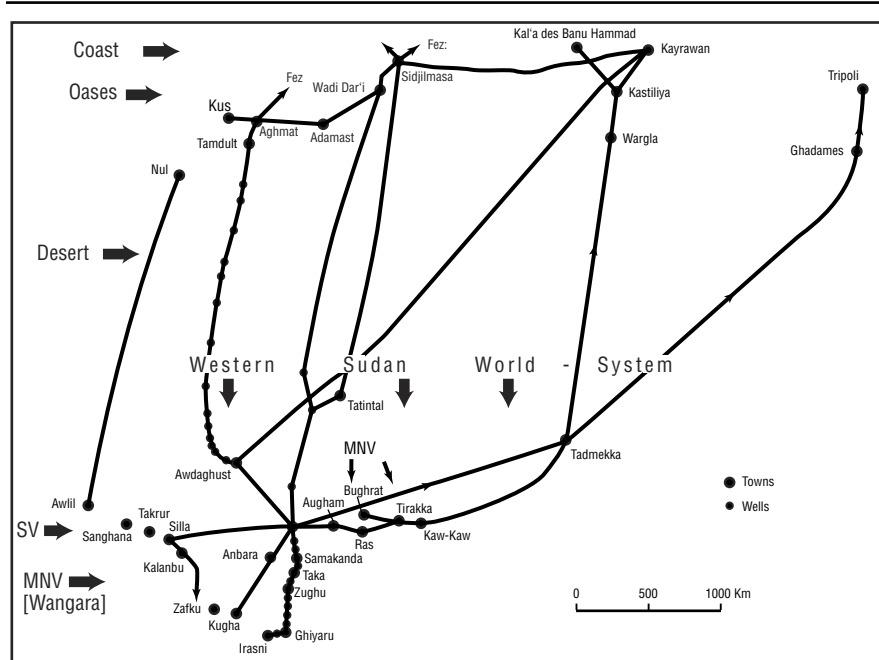 Coast
Fez:
Kal'a des Banu Hammad
Kayrawan
Sidjilmasa
Fez
Wadi Dar'i
Tripoli
Oases
Kus
Kastiliya
Aghmat
Adamast
Tamdult
Wargla
Ghadames
Nul
Desert
Western Sudan World - System
Tatintal
Awdaghust
MNV
Tadmekka
Bughrat
Towns
Awlil
Augham
Tirakka
Wells
Takrur
SV
Sanghana
Silla
Ras
Kaw-Kaw
Anbara
Samakanda
Kalanbu
Taka
MNV
[Wangara]
Zughu
Zafku
Kugha
0 500 1000 Km
Irasni
Ghiyaru